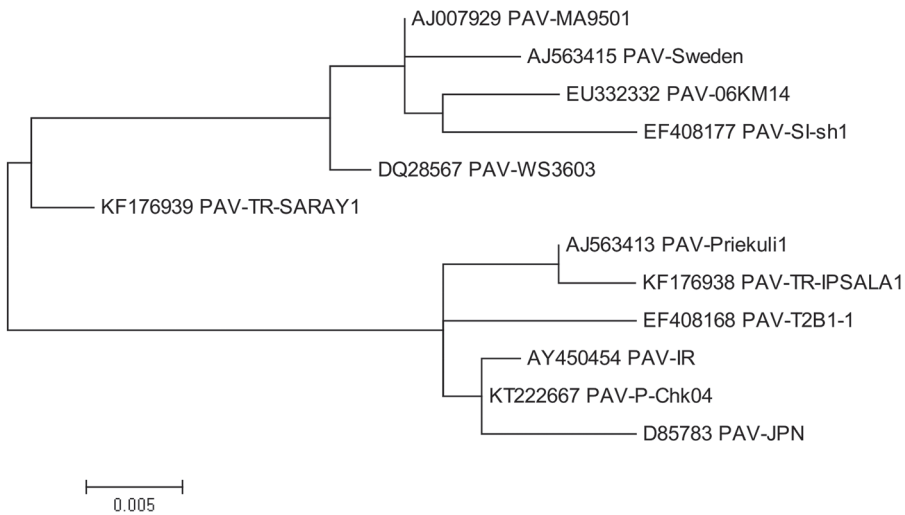 AJ007929 PAV-MA9501
AJ563415 PAV-Sweden
EU332332 PAV-06KM14
EF408177 PAV-SI-sh1
DQ28567 PAV-WS3603
KF176939 PAV-TR-SARAY1
AJ563413 PAV-Priekuli1
KF176938 PAV-TR-IPSALA1
EF408168 PAV-T2B1-1
AY450454 PAV-IR
KT222667 PAV-P-Chk04
D85783 PAV-JPN
0.005